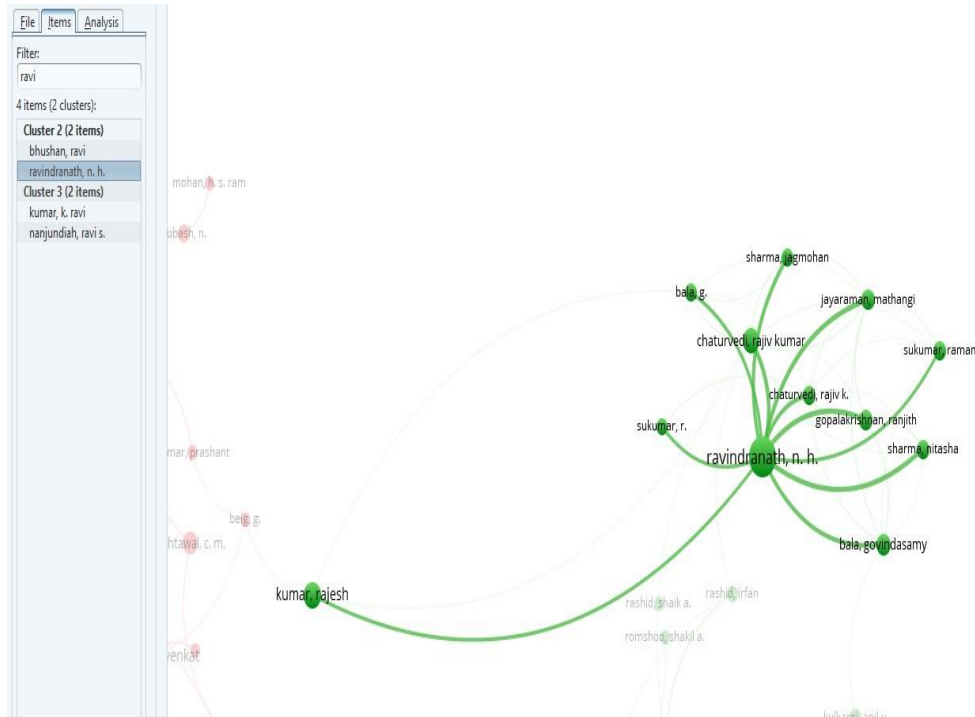 File Items Analysis
Filter:
ravi
4 items (2 clusters):
Cluster 2 (2 items)
bhushan, ravi
ravindranath, n. h.
Cluster 3 (2 items)
kumar, k. ravi
nanjundiah, ravi s.
mohan, h. s. ram
ubash, n.
sharma, jagmohan
bala, g.
jayaraman, mathangi
chaturvedi, rajiv kumar
sukumar, raman
chaturvedi, rajiv k.
gopalakrishnan, ranjith
sukumar, r.
sharma, nitasha
mar, prashant
ravindranath, n. h.
berg, g.
htawal, c. m.
bala, govindasamy
kumar, rajesh
rashid, irfan
rashid, shaik a.
romshoo, shakil a.
venkat